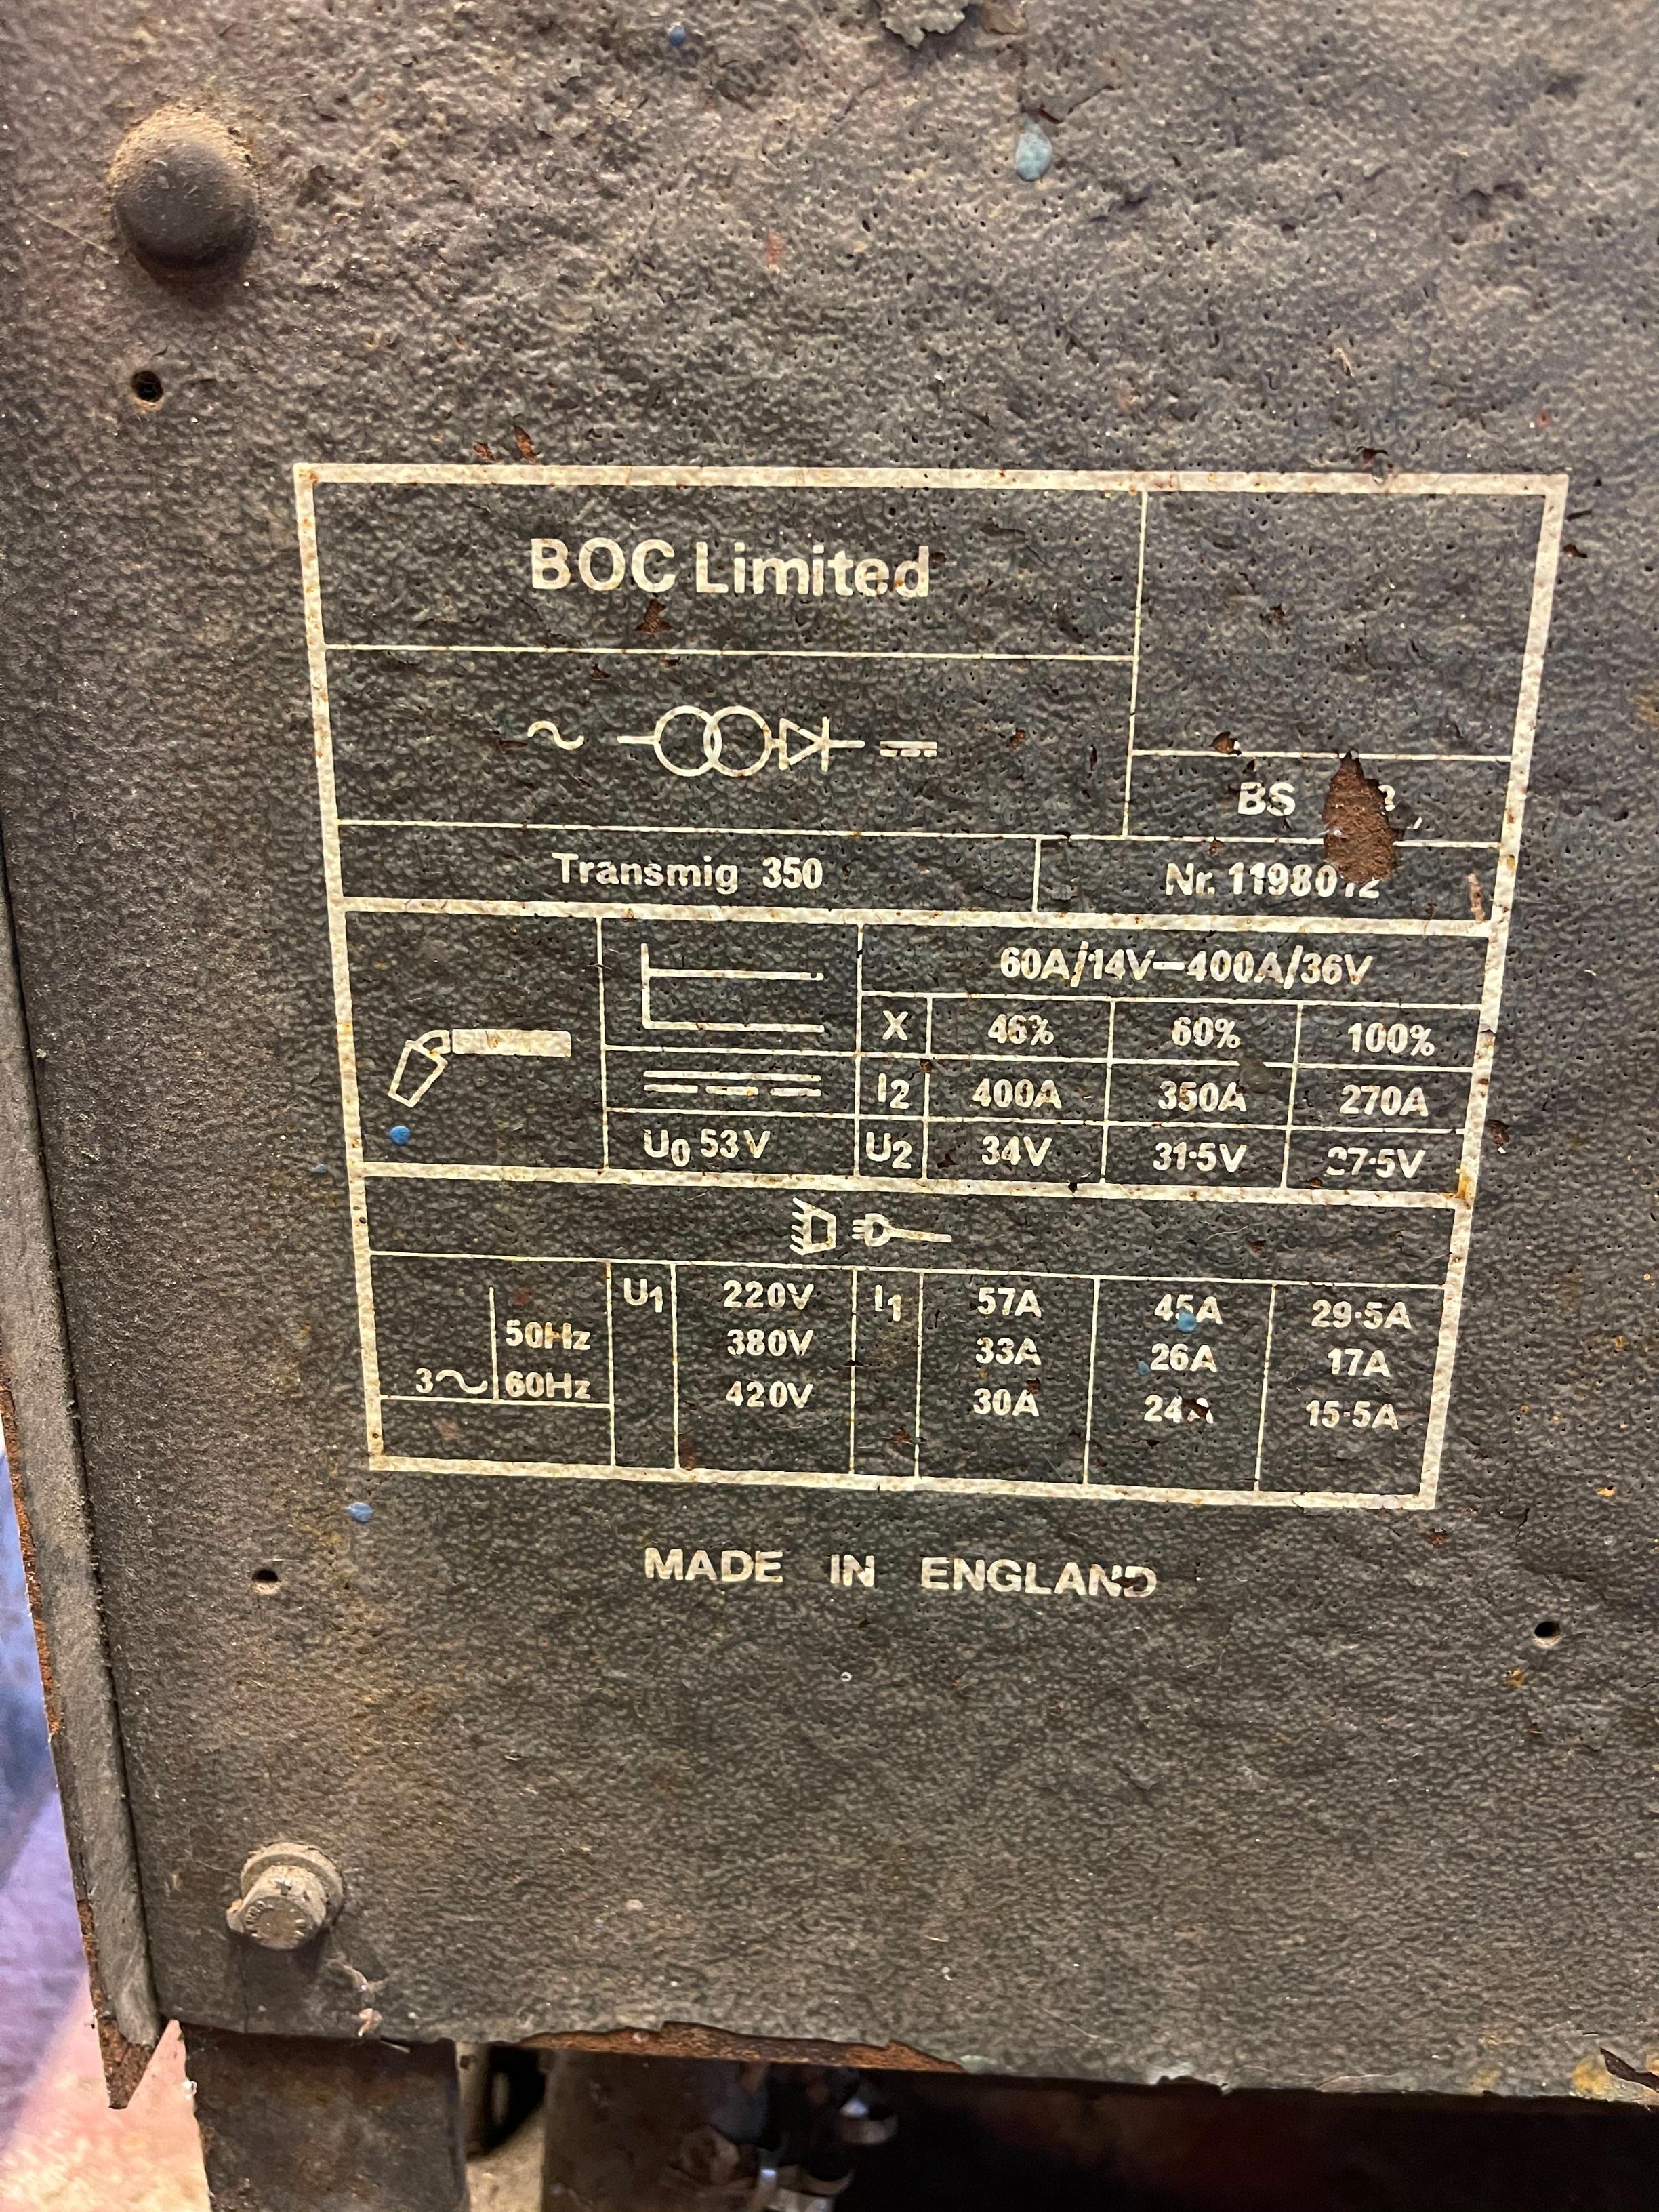 BOC Limited
BS
Transmig 350 Nr. 1198012
60A/14V–400A/36V
X 46% 60% 100%
I2 400A 350A 270A
U0 53V U2 34V 31·5V 27·5V
U1 220V I1 57A 45A 29·5A
50Hz 380V 33A 26A 17A
3~ 60Hz 420V 30A 24A 15·5A
MADE IN ENGLAND